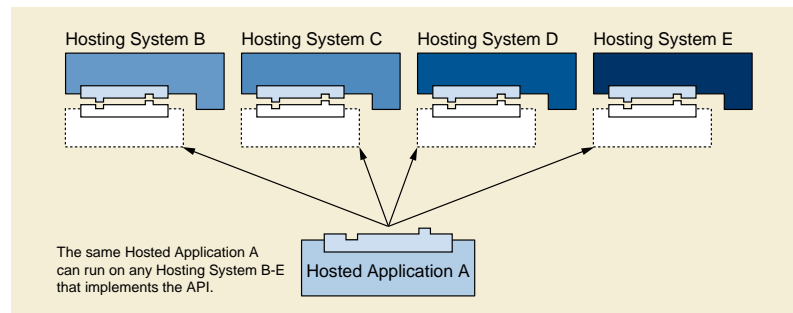 Hosting System B
Hosting System C
Hosting System D
Hosting System E
The same Hosted Application A
can run on any Hosting System B-E
that implements the API.
Hosted Application A